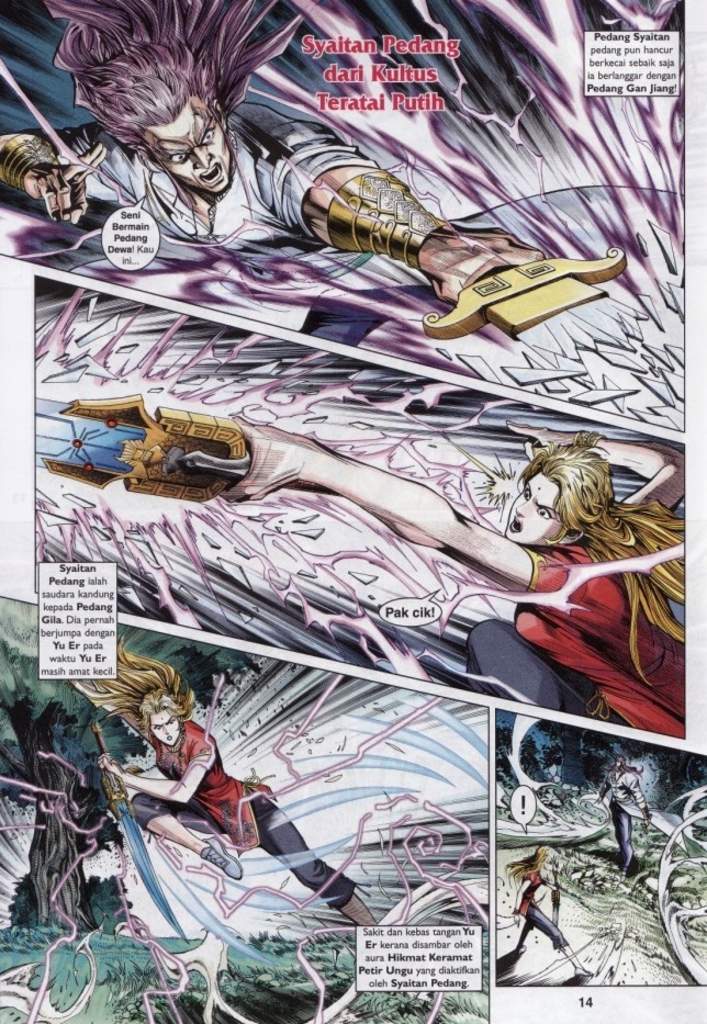 Syaitan Pedang
dari Kultus
Teratai Putih
Pedang Syaitan
pedang pun hancur
berkecai sebaik saja
ia berlanggar dengan
Pedang Gan Jiang!
Seni
Bermain
Pedang
Dewa! Kau
ini...
Pak cik!
Syaitan
Pedang ialah
saudara kandung
kepada Pedang
Gila. Dia pernah
berjumpa dengan
Yu Er pada
waktu Yu Er
masih amat kecil.
!
Sakit dan kebas tangan Yu
Er kerana disambar oleh
aura Hikmat Keramat
Petir Ungu yang diaktifkan
oleh Syaitan Pedang.
14